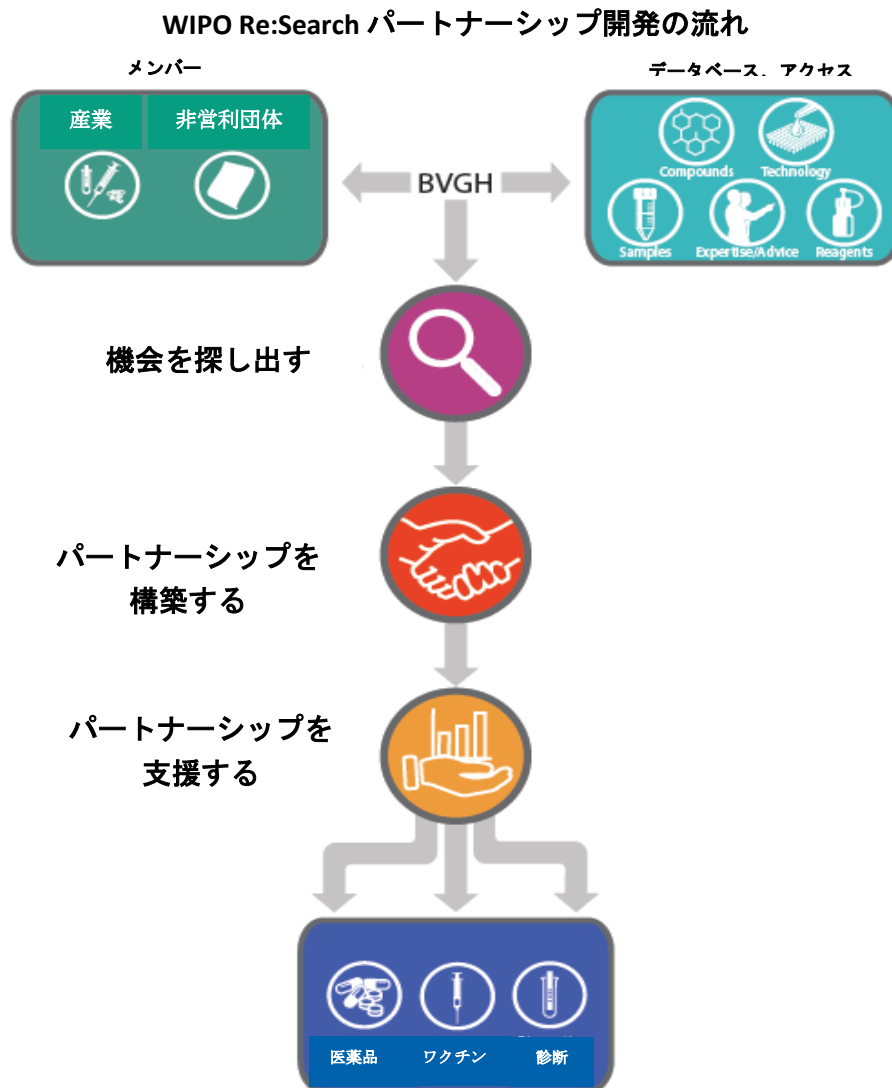 WIPO Re:Search パートナーシップ開発の流れ
メンバー
データベース、アクセス
産業
非営利団体
Compounds
Technology
BVGH
Samples
Expertise/Advice
Reagents
機会を探し出す
パートナーシップを
構築する
パートナーシップを
支援する
医薬品
ワクチン
診断